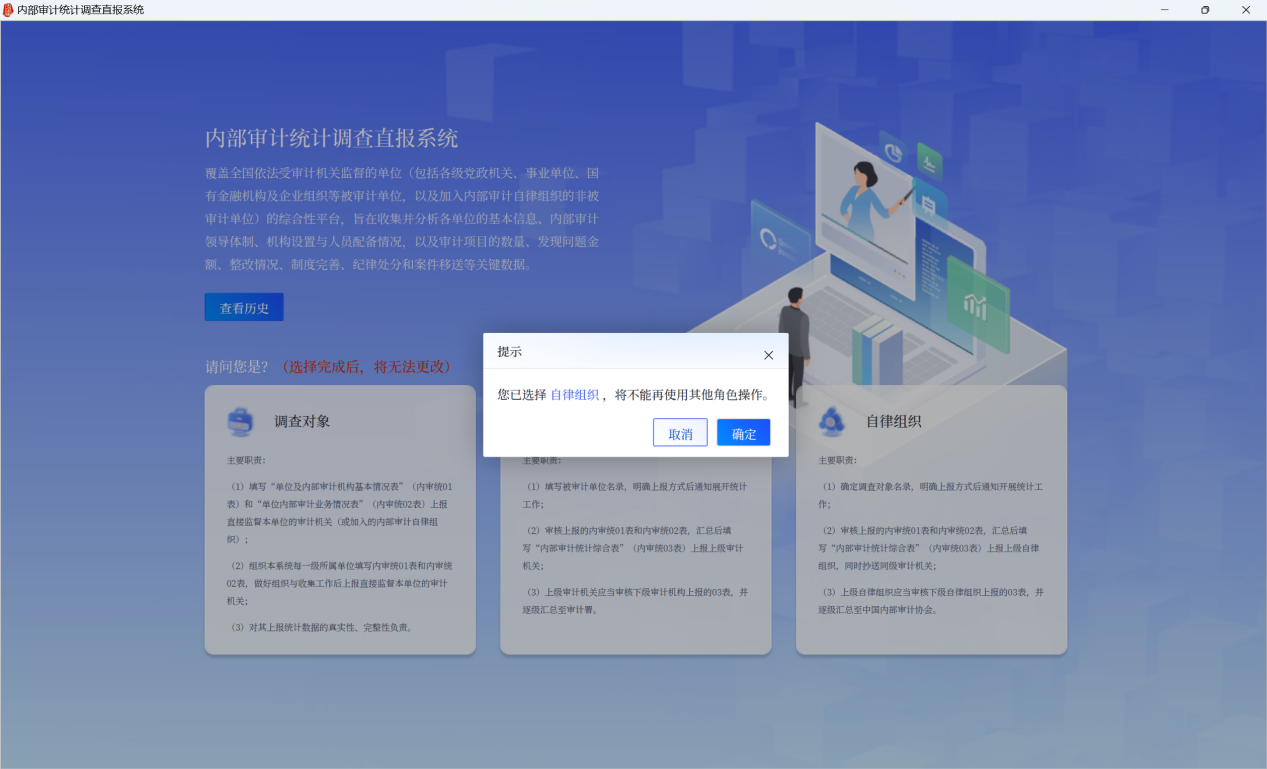 内部审计统计调查直报系统
内部审计统计调查直报系统
覆盖全国依法受审计机关监督的单位（包括各级党政机关、事业单位、国
有金融机构及企业组织等被审计单位，以及加入内部审计自律组织的非被
审计单位）的综合性平台，旨在收集并分析各单位的基本信息、内部审计
领导体制、机构设置与人员配备情况，以及审计项目的数量、发现问题金
额、整改情况、制度完善、纪律处分和案件移送等关键数据。
查看历史
请问您是？（选择完成后，将无法更改）
提示
您已选择 自律组织 ，将不能再使用其他角色操作。
取消
确定
调查对象
主要职责：
（1）填写“单位及内部审计机构基本情况表”（内审统01
表）和“单位内部审计业务情况表”（内审统02表）上报
直接监督本单位的审计机关（或加入的内部审计自律组
织）；
（2）组织本系统每一级所属单位填写内审统01表和内审统
02表，做好组织与收集工作后上报直接监督本单位的审计
机关；
（3）对其上报统计数据的真实性、完整性负责。
主要职责：
（1）填写被审计单位名录，明确上报方式后通知展开统计
工作；
（2）审核上报的内审统01表和内审统02表，汇总后填
写“内部审计统计综合表”（内审统03表）上报上级审计
机关；
（3）上级审计机关应当审核下级审计机构上报的03表，并
逐级汇总至审计署。
自律组织
主要职责：
（1）确定调查对象名录，明确上报方式后通知开展统计工
作；
（2）审核上报的内审统01表和内审统02表，汇总后填
写“内部审计统计综合表”（内审统03表）上报上级自律
组织，同时抄送同级审计机关；
（3）上级自律组织应当审核下级自律组织上报的03表，并
逐级汇总至中国内部审计协会。